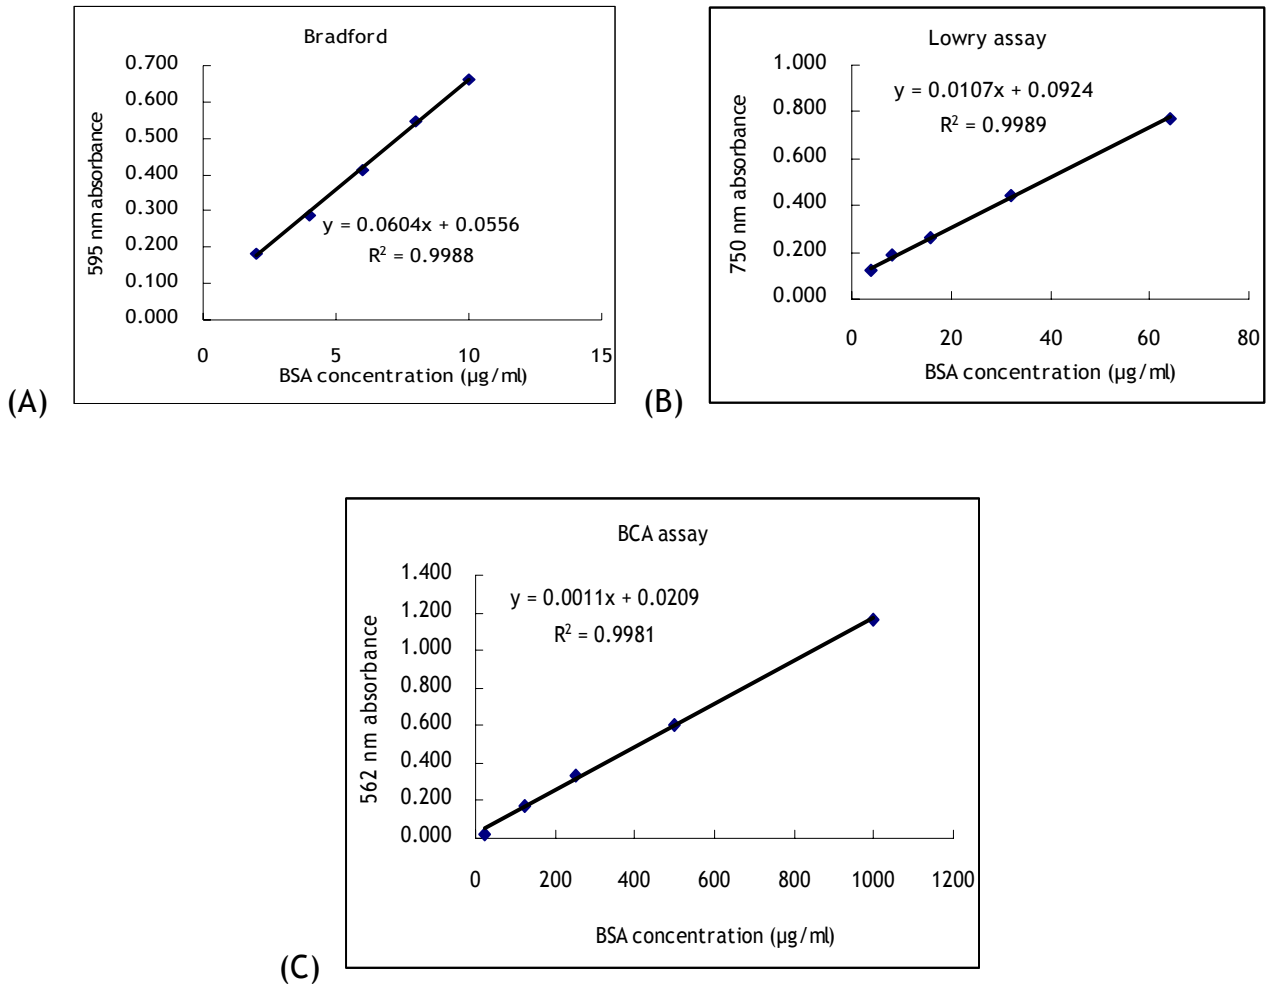 Bradford
0.700
0.600
0.500
0.400
0.300
0.200
0.100
0.000
595 nm absorbance
y = 0.0604x + 0.0556
R² = 0.9988
0 5 10 15
BSA concentration (µg/ml)
(A)
Lowry assay
1.000
0.800
0.600
0.400
0.200
0.000
750 nm absorbance
y = 0.0107x + 0.0924
R² = 0.9989
0 20 40 60 80
BSA concentration (µg/ml)
(B)
BCA assay
1.400
1.200
1.000
0.800
0.600
0.400
0.200
0.000
562 nm absorbance
y = 0.0011x + 0.0209
R² = 0.9981
0 200 400 600 800 1000 1200
BSA concentration (µg/ml)
(C)